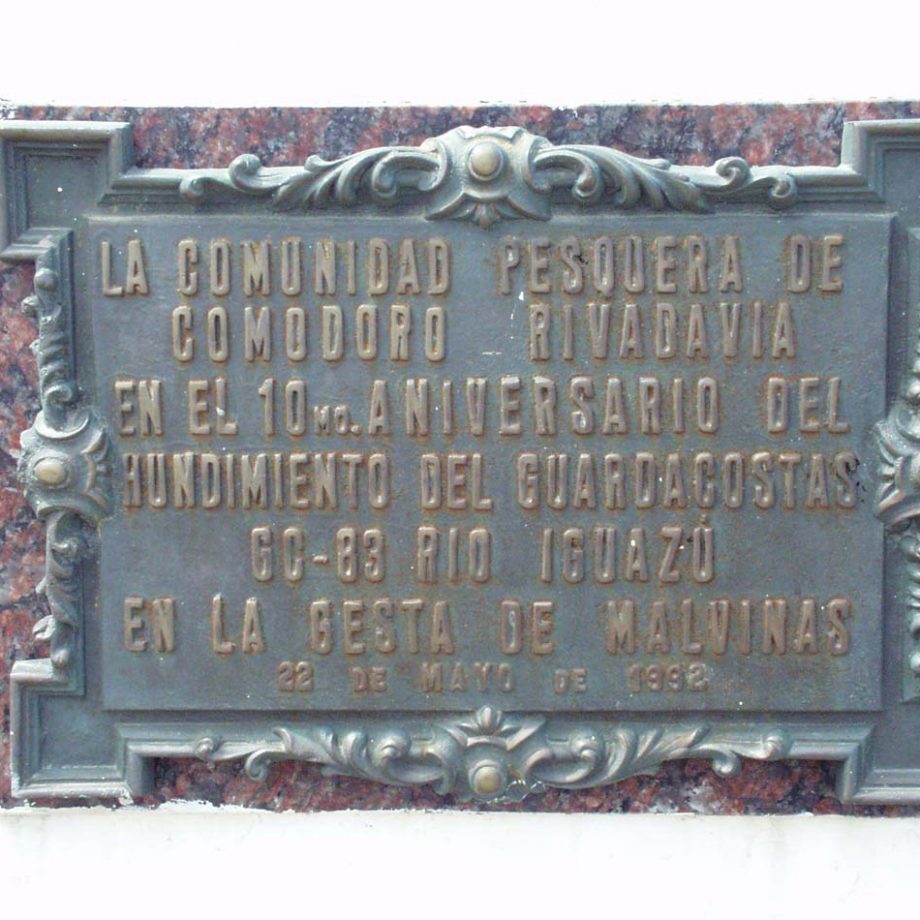 LA COMUNIDAD PESQUERA DE
COMODORO RIVADAVIA
EN EL 10MO. ANIVERSARIO DEL
HUNDIMIENTO DEL GUARDACOSTAS
GC-83 RIO IGUAZÚ
EN LA GESTA DE MALVINAS
22 DE MAYO DE 1992